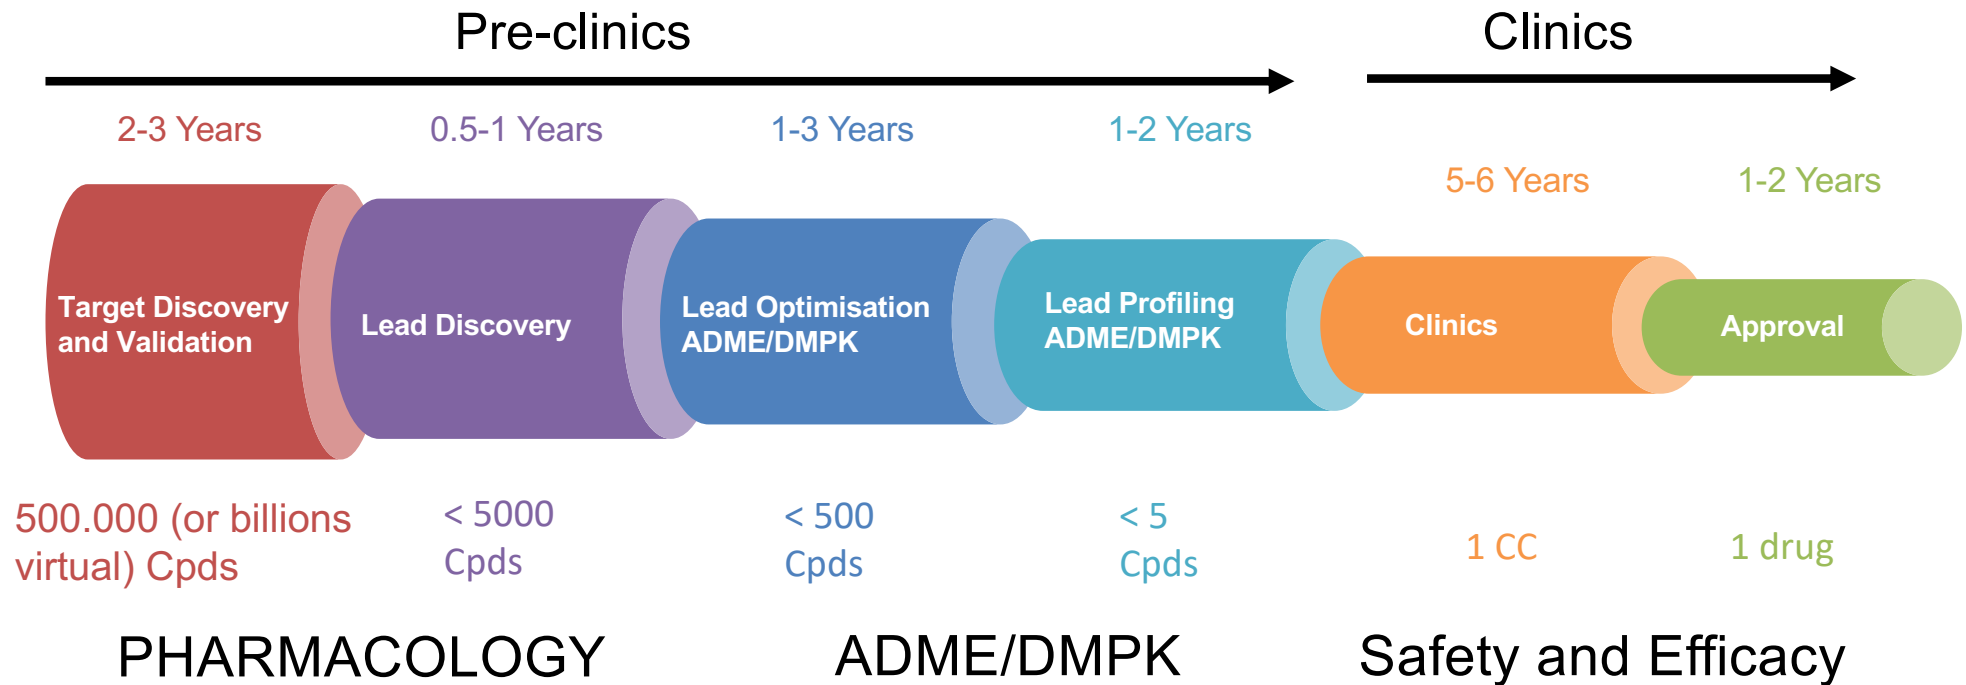 Pre-clinics
Clinics
2-3 Years
0.5-1 Years
1-3 Years
1-2 Years
5-6 Years
1-2 Years
Target Discovery
and Validation
Lead Discovery
Lead Optimisation
ADME/DMPK
Lead Profiling
ADME/DMPK
Clinics
Approval
500.000 (or billions
virtual) Cpds
< 5000
Cpds
< 500
Cpds
< 5
Cpds
1 CC
1 drug
PHARMACOLOGY
ADME/DMPK
Safety and Efficacy